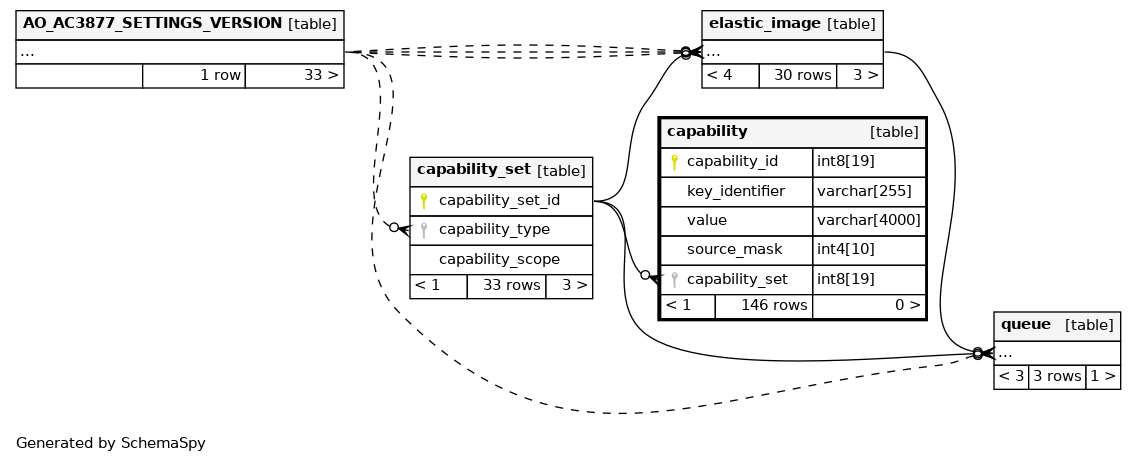 AO_AC3877_SETTINGS_VERSION [table]
...
1 row 33 >
elastic_image [table]
...
< 4 30 rows 3 >
capability [table]
capability_id int8[19]
key_identifier varchar[255]
value varchar[4000]
source_mask int4[10]
capability_set int8[19]
< 1 146 rows 0 >
capability_set [table]
capability_set_id
capability_type
capability_scope
< 1 33 rows 3 >
queue [table]
...
< 3 3 rows 1 >
Generated by SchemaSpy